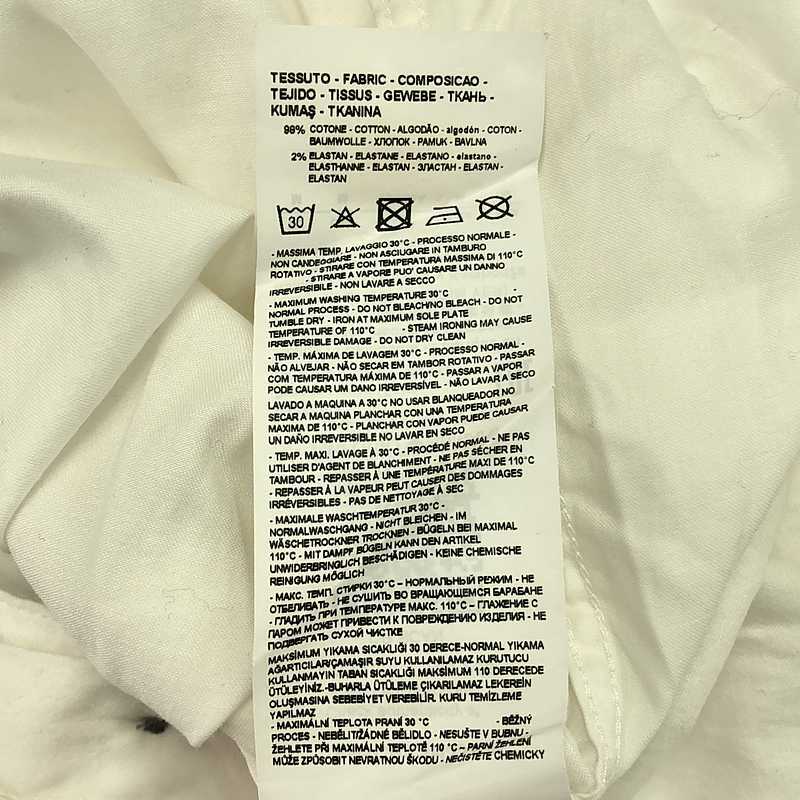 TESSUTO - FABRIC - COMPOSICAO -
TEJIDO - TISSUS - GEWEBE - ТКАНЬ -
KUMAŞ - TKANINA
98% COTONE - COTTON - ALGODÃO - algodón - COTON -
BAUMWOLLE - ХЛОПОК - PAMUK - BAVLNA
2% ELASTAN - ELASTANE - ELASTANO - elastano -
ELASTHANNE - ELASTAN - ЭЛАСТАН - ELASTAN -
ELASTAN
30
- MASSIMA TEMP. LAVAGGIO 30°C - PROCESSO NORMALE -
NON CANDEGGIARE - NON ASCIUGARE IN TAMBURO
ROTATIVO - STIRARE CON TEMPERATURA MASSIMA DI 110°C
- STIRARE A VAPORE PUO' CAUSARE UN DANNO
IRREVERSIBILE - NON LAVARE A SECCO
- MAXIMUM WASHING TEMPERATURE 30°C -
NORMAL PROCESS - DO NOT BLEACH/NO BLEACH - DO NOT
TUMBLE DRY - IRON AT MAXIMUM SOLE PLATE
TEMPERATURE OF 110°C - STEAM IRONING MAY CAUSE
IRREVERSIBLE DAMAGE - DO NOT DRY CLEAN
- TEMP. MÁXIMA DE LAVAGEM 30°C - PROCESSO NORMAL -
NÃO ALVEJAR - NÃO SECAR EM TAMBOR ROTATIVO - PASSAR
COM TEMPERATURA MÁXIMA DE 110°C - PASSAR A VAPOR
PODE CAUSAR UM DANO IRREVERSÍVEL - NÃO LAVAR A SECO
LAVADO A MAQUINA A 30°C NO USAR BLANQUEADOR NO
SECAR A MAQUINA PLANCHAR CON UNA TEMPERATURA
MAXIMA DE 110°C - PLANCHAR CON VAPOR PUEDE CAUSAR
UN DAÑO IRREVERSIBLE NO LAVAR EN SECO
- TEMP. MAXI. LAVAGE À 30°C - PROCÉDÉ NORMAL - NE PAS
UTILISER D'AGENT DE BLANCHIMENT - NE PAS SÉCHER EN
TAMBOUR - REPASSER À UNE TEMPÉRATURE MAXI DE 110°C
- REPASSER À LA VAPEUR PEUT CAUSER DES DOMMAGES
IRRÉVERSIBLES - PAS DE NETTOYAGE À SEC
- MAXIMALE WASCHTEMPERATUR 30°C -
NORMALWASCHGANG - NICHT BLEICHEN - IM
WÄSCHETROCKNER TROCKNEN - BÜGELN BEI MAXIMAL
110°C - MIT DAMPF BÜGELN KANN DEN ARTIKEL
UNWIDERBRINGLICH BESCHÄDIGEN - KEINE CHEMISCHE
REINIGUNG MÖGLICH
- МАКС. ТЕМП. СТИРКИ 30°C – НОРМАЛЬНЫЙ РЕЖИМ - НЕ
ОТБЕЛИВАТЬ - НЕ СУШИТЬ ВО ВРАЩАЮЩЕМСЯ БАРАБАНЕ
- ГЛАДИТЬ ПРИ ТЕМПЕРАТУРЕ МАКС. 110°C – ГЛАЖЕНИЕ С
ПАРОМ МОЖЕТ ПРИВЕСТИ К ПОВРЕЖДЕНИЮ ИЗДЕЛИЯ - НЕ
ПОДВЕРГАТЬ СУХОЙ ЧИСТКЕ
MAKSİMUM YIKAMA SICAKLIĞI 30 DERECE-NORMAL YIKAMA
AĞARTICILAR/ÇAMAŞIR SUYU KULLANILAMAZ KURUTUCU
KULLANMAYIN TABAN SICAKLIĞI MAKSİMUM 110 DERECEDE
ÜTÜLEYİNİZ.-BUHARLA ÜTÜLEME ÇIKARILAMAZ LEKEREİN
OLUŞMASINA SEBEBİYET VEREBİLİR. KURU TEMİZLEME
YAPILMAZ
- MAXIMÁLNÍ TEPLOTA PRANÍ 30 °C - BĚŽNÝ
PROCES - NEBĚLIT/ŽÁDNÉ BĚLIDLO - NESUŠTE V BUBNU -
ŽEHLETE PŘI MAXIMÁLNÍ TEPLOTĚ 110 °C – PARNÍ ŽEHLENÍ
MŮŽE ZPŮSOBIT NEVRATNOU ŠKODU - NEČISTĚTE CHEMICKY